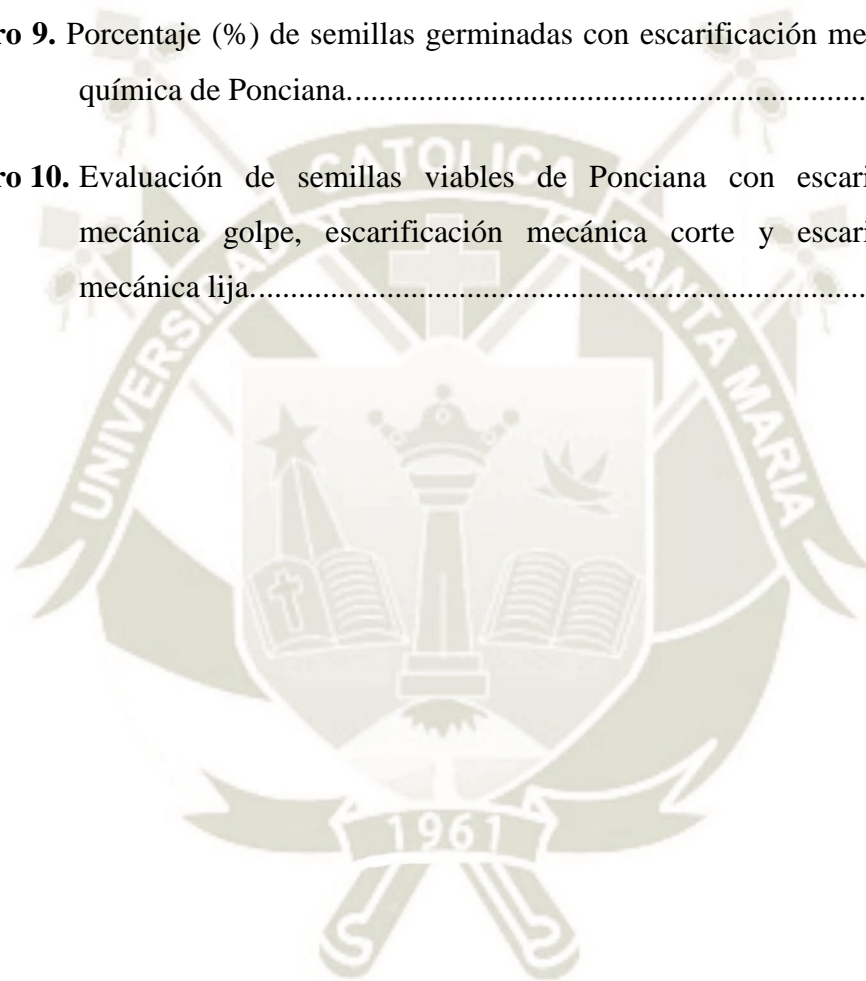 ro 9. Porcentaje (%) de semillas germinadas con escarificación me
química de Ponciana.......................................................................
ro 10. Evaluación de semillas viables de Ponciana con escari
mecánica golpe, escarificación mecánica corte y escari
mecánica lija.......................................................................................
UNIVERSIDAD CATOLICA SANTA MARIA
1961